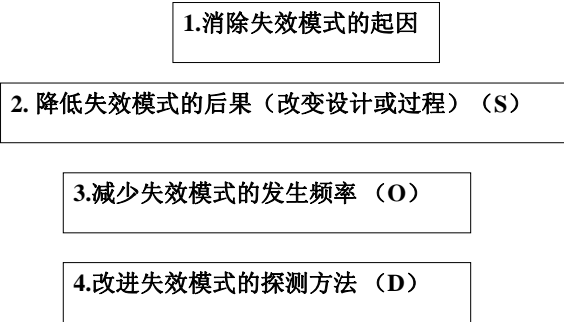 1.消除失效模式的起因
2. 降低失效模式的后果（改变设计或过程）（S）
3.减少失效模式的发生频率 （O）
4.改进失效模式的探测方法 （D）